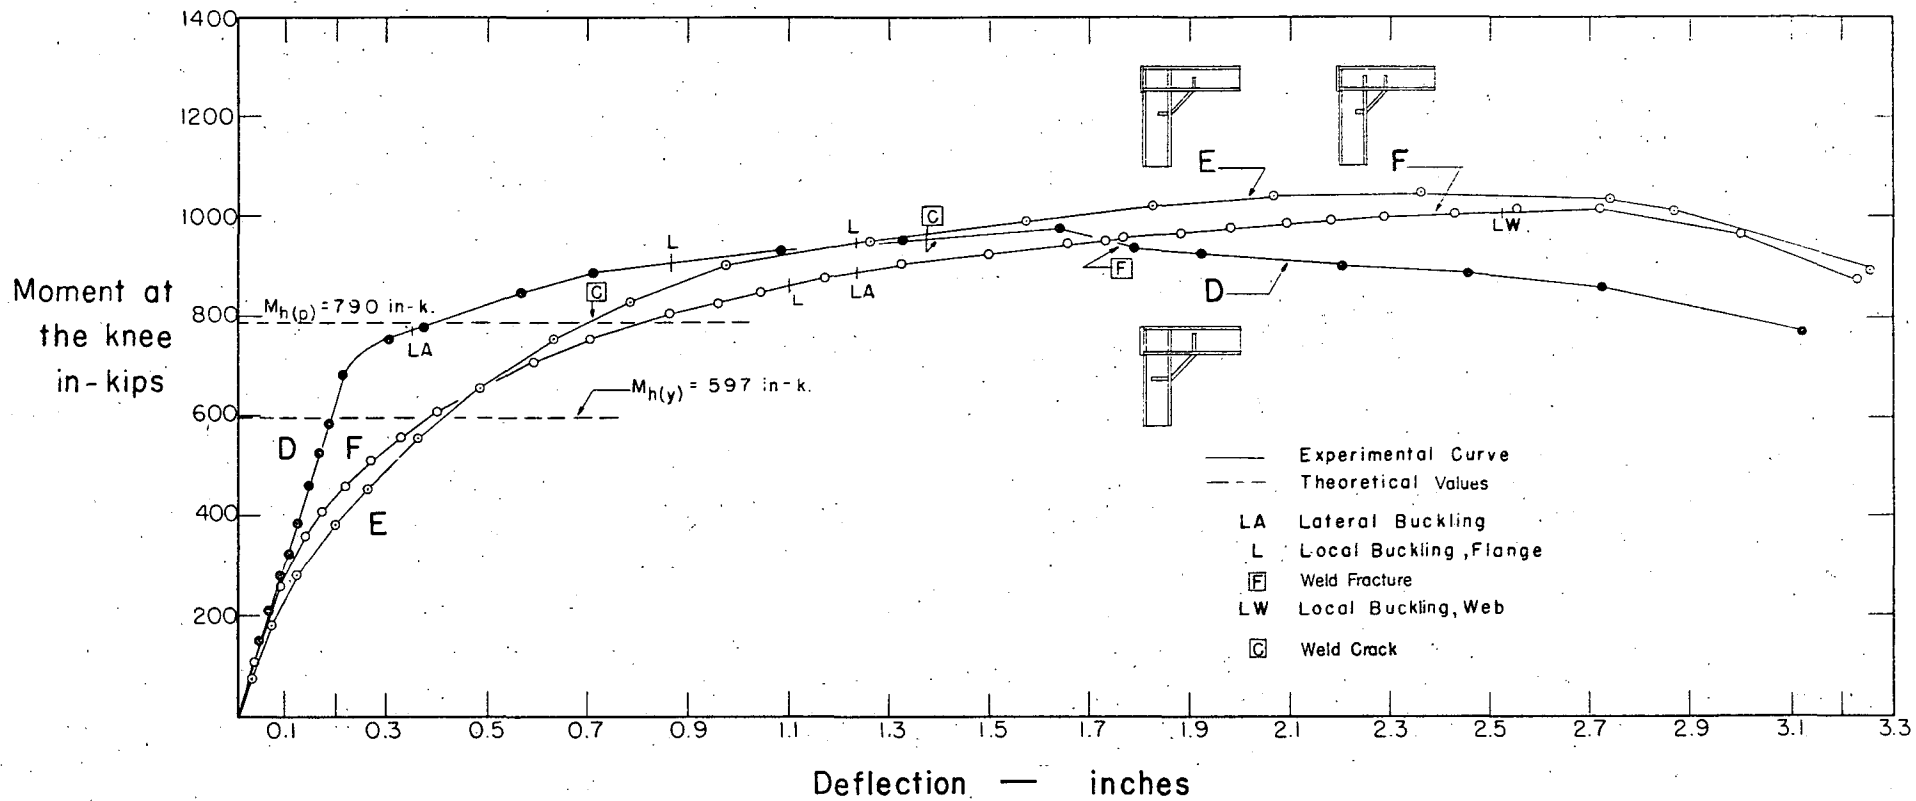 1400
1200
1000
800
600
400
200
Moment at
the knee
in-kips
M_h(p) = 790 in-k.
M_h(y) = 597 in-k.
LA
C
L
L
LA
L
C
F
LW
D
F
E
E
F
D
Experimental Curve
Theoretical Values
LA Lateral Buckling
L Local Buckling, Flange
F Weld Fracture
LW Local Buckling, Web
C Weld Crack
0.1 0.3 0.5 0.7 0.9 1.1 1.3 1.5 1.7 1.9 2.1 2.3 2.5 2.7 2.9 3.1 3.3
Deflection — inches